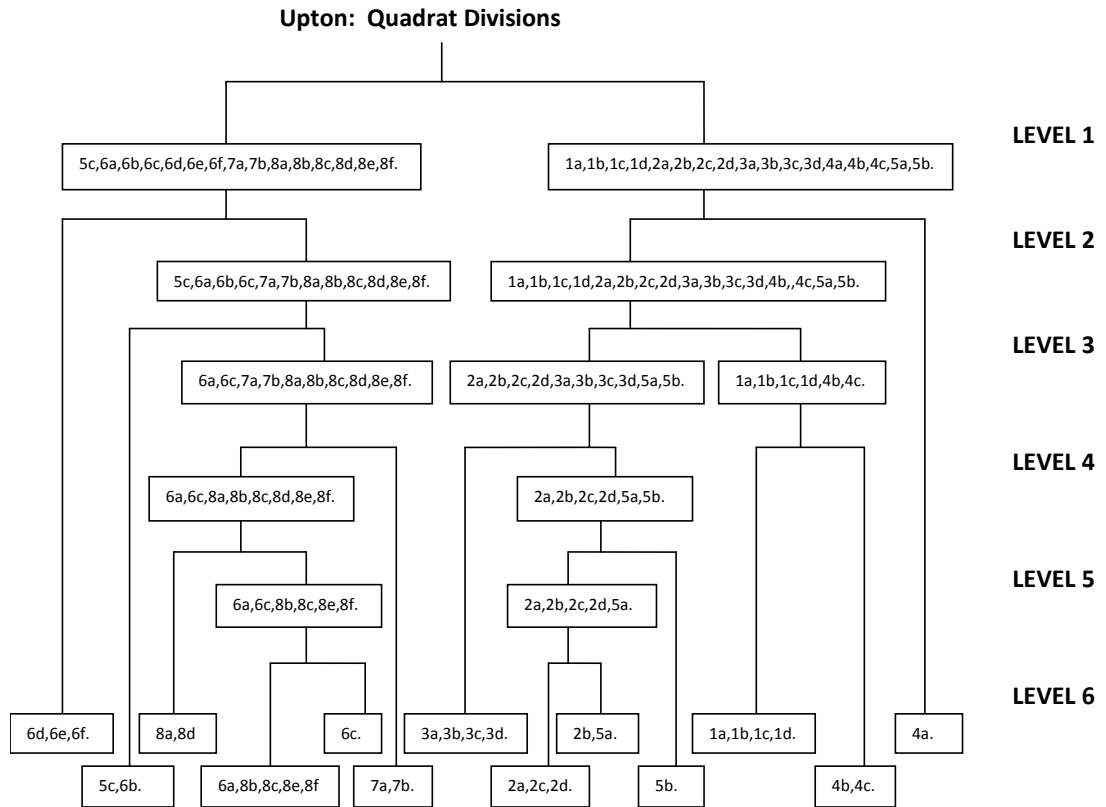 Upton:  Quadrat Divisions
LEVEL 1
5c,6a,6b,6c,6d,6e,6f,7a,7b,8a,8b,8c,8d,8e,8f.
1a,1b,1c,1d,2a,2b,2c,2d,3a,3b,3c,3d,4a,4b,4c,5a,5b.
LEVEL 2
5c,6a,6b,6c,7a,7b,8a,8b,8c,8d,8e,8f.
1a,1b,1c,1d,2a,2b,2c,2d,3a,3b,3c,3d,4b,,4c,5a,5b.
LEVEL 3
6a,6c,7a,7b,8a,8b,8c,8d,8e,8f.
2a,2b,2c,2d,3a,3b,3c,3d,5a,5b.
1a,1b,1c,1d,4b,4c.
LEVEL 4
6a,6c,8a,8b,8c,8d,8e,8f.
2a,2b,2c,2d,5a,5b.
LEVEL 5
6a,6c,8b,8c,8e,8f.
2a,2b,2c,2d,5a.
LEVEL 6
6d,6e,6f.
8a,8d
6c.
3a,3b,3c,3d.
2b,5a.
1a,1b,1c,1d.
4a.
5c,6b.
6a,8b,8c,8e,8f
7a,7b.
2a,2c,2d.
5b.
4b,4c.